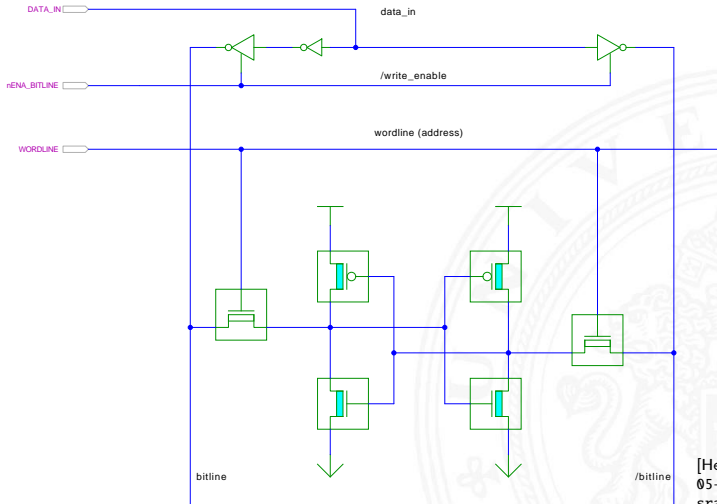 DATA_IN
data_in
nENA_BITLINE
/write_enable
WORDLINE
wordline (address)
bitline
/bitline
[He
05-